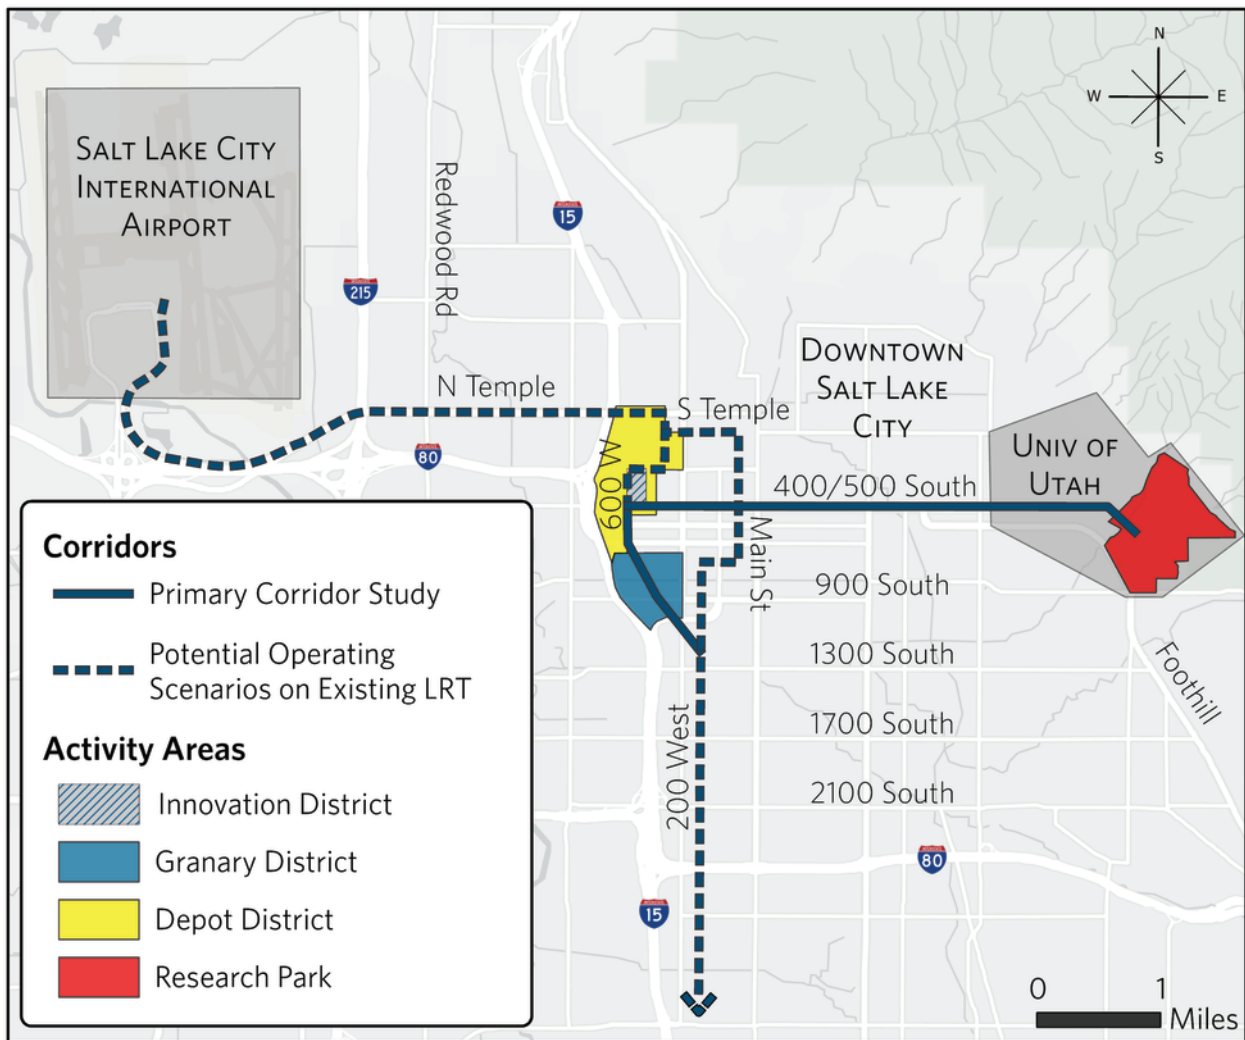 N
W E
S
SALT LAKE CITY
INTERNATIONAL
AIRPORT
Redwood Rd
15
215
N Temple
S Temple
DOWNTOWN
SALT LAKE
CITY
UNIV OF
UTAH
80
600 W
400/500 South
Main St
900 South
1300 South
Foothill
200 West
1700 South
2100 South
80
15
Corridors
Primary Corridor Study
Potential Operating
Scenarios on Existing LRT
Activity Areas
Innovation District
Granary District
Depot District
Research Park
0 1
Miles